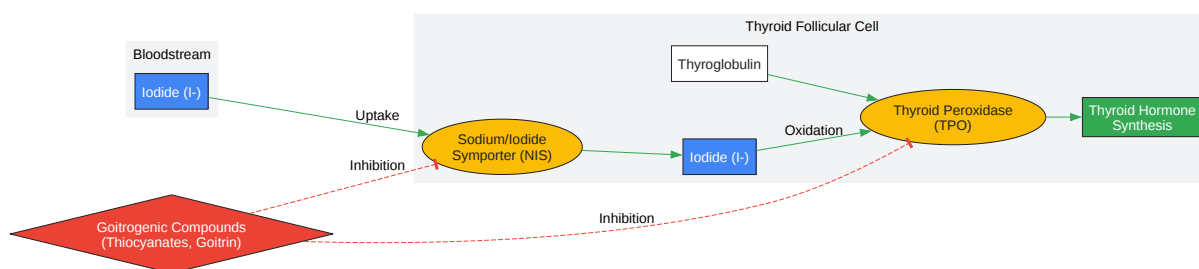 Thyroid Follicular Cell
Bloodstream
Thyroglobulin
Iodide (I-)
Uptake
Thyroid Peroxidase
(TPO)
Thyroid Hormone
Synthesis
Oxidation
Sodium/Iodide
Symporter (NIS)
Iodide (I-)
Inhibition
Goitrogenic Compounds
(Thiocyanates, Goitrin)
Inhibition